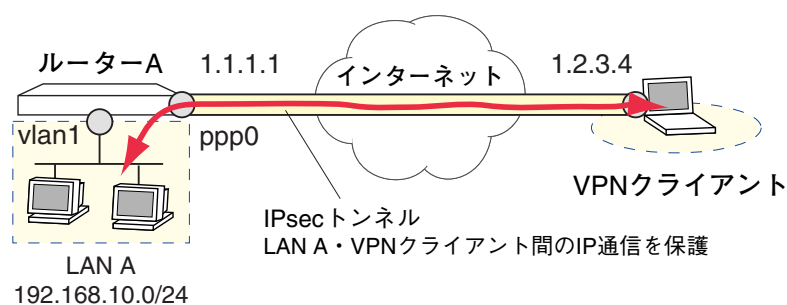 ルーターA
1.1.1.1
インターネット
1.2.3.4
vlan1
ppp0
VPNクライアント
IPsecトンネル
LAN A・VPNクライアント間のIP通信を保護
LAN A
192.168.10.0/24